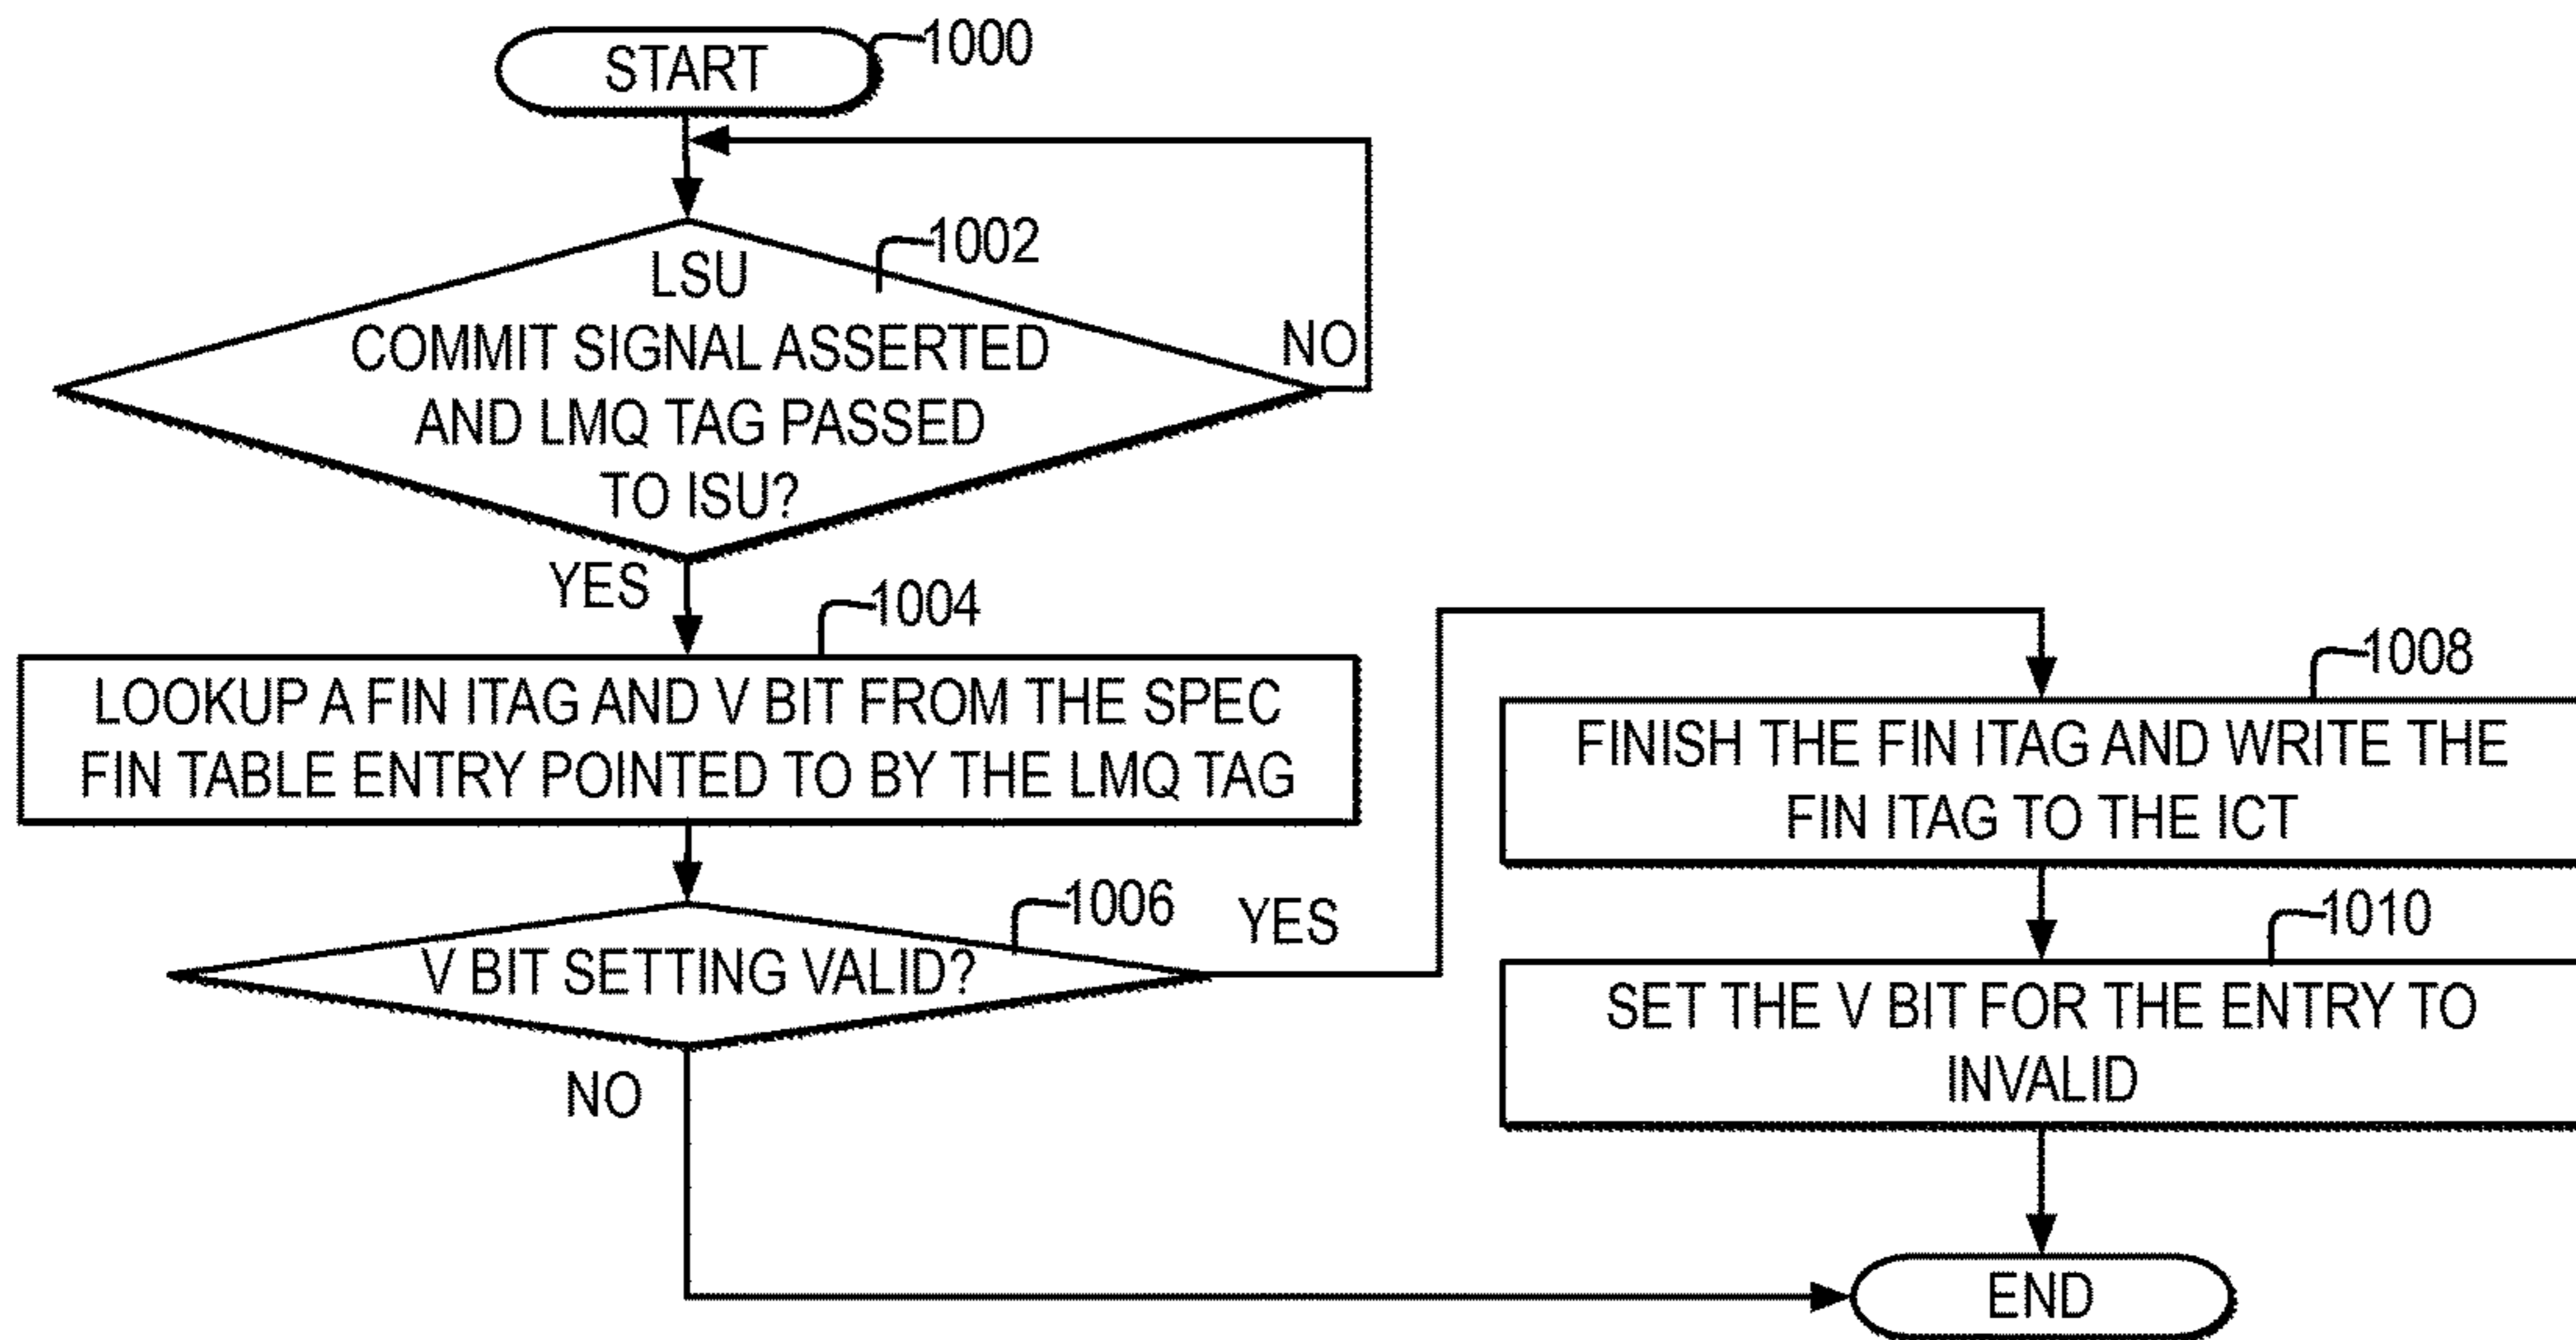 START
1000
1002
LSU
COMMIT SIGNAL ASSERTED
AND LMQ TAG PASSED
TO ISU?
NO
YES
1004
LOOKUP A FIN ITAG AND V BIT FROM THE SPEC
FIN TABLE ENTRY POINTED TO BY THE LMQ TAG
1006
V BIT SETTING VALID?
YES
NO
1008
FINISH THE FIN ITAG AND WRITE THE
FIN ITAG TO THE ICT
1010
SET THE V BIT FOR THE ENTRY TO
INVALID
END